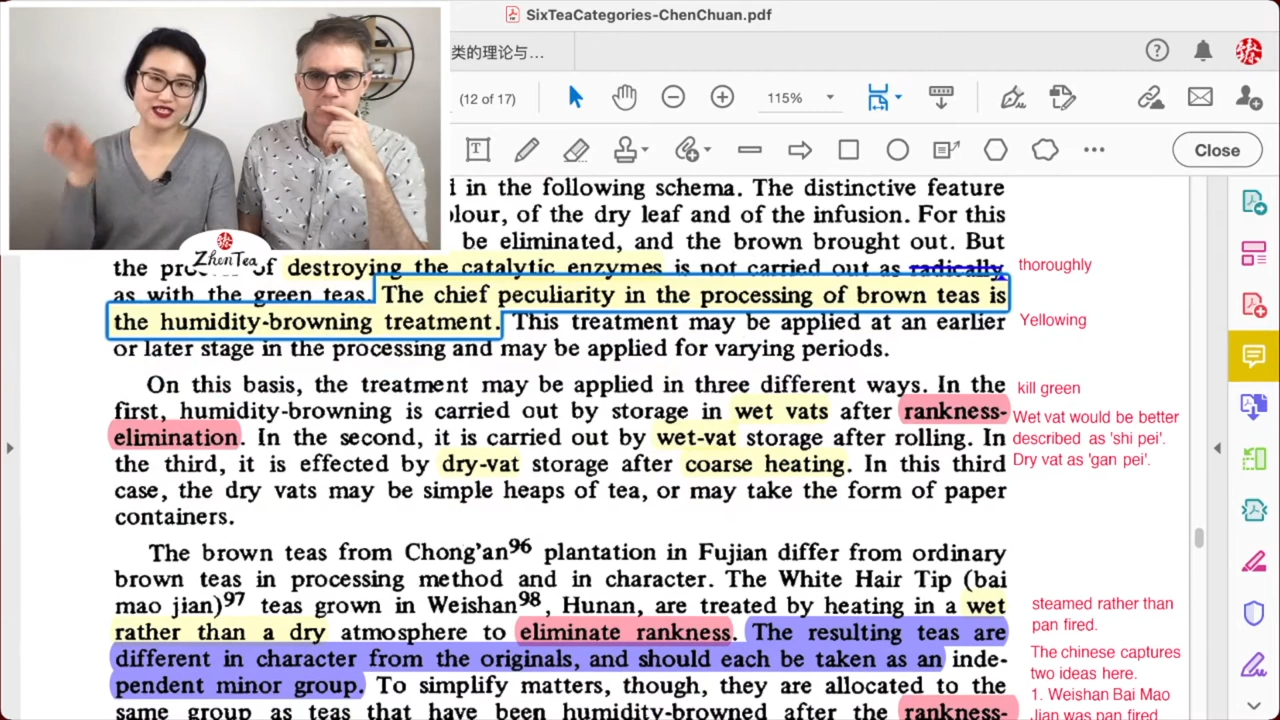 SixTeaCategories-ChenChuan.pdf
类的理论与...
(12 of 17)
115%
Close
d in the following schema. The distinctive feature
lour, of the dry leaf and of the infusion. For this
be eliminated, and the brown brought out. But
the of destroying the catalytic enzymes is not carried out as radically
as with the green teas. The chief peculiarity in the processing of brown teas is
the humidity-browning treatment. This treatment may be applied at an earlier
or later stage in the processing and may be applied for varying periods.
On this basis, the treatment may be applied in three different ways. In the
first, humidity-browning is carried out by storage in wet vats after rankness-
elimination. In the second, it is carried out by wet-vat storage after rolling. In
the third, it is effected by dry-vat storage after coarse heating. In this third
case, the dry vats may be simple heaps of tea, or may take the form of paper
containers.
The brown teas from Chong'an96 plantation in Fujian differ from ordinary
brown teas in processing method and in character. The White Hair Tip (bai
mao jian)97 teas grown in Weishan98, Hunan, are treated by heating in a wet
rather than a dry atmosphere to eliminate rankness. The resulting teas are
different in character from the originals, and should each be taken as an inde-
pendent minor group. To simplify matters, though, they are allocated to the
same group as teas that have been humidity-browned after the rankness-
thoroughly
Yellowing
kill green
Wet vat would be better
described as 'shi pei'.
Dry vat as 'gan pei'.
steamed rather than
pan fired.
The chinese captures
two ideas here.
1. Weishan Bai Mao
Jian was pan fired
ZhenTea